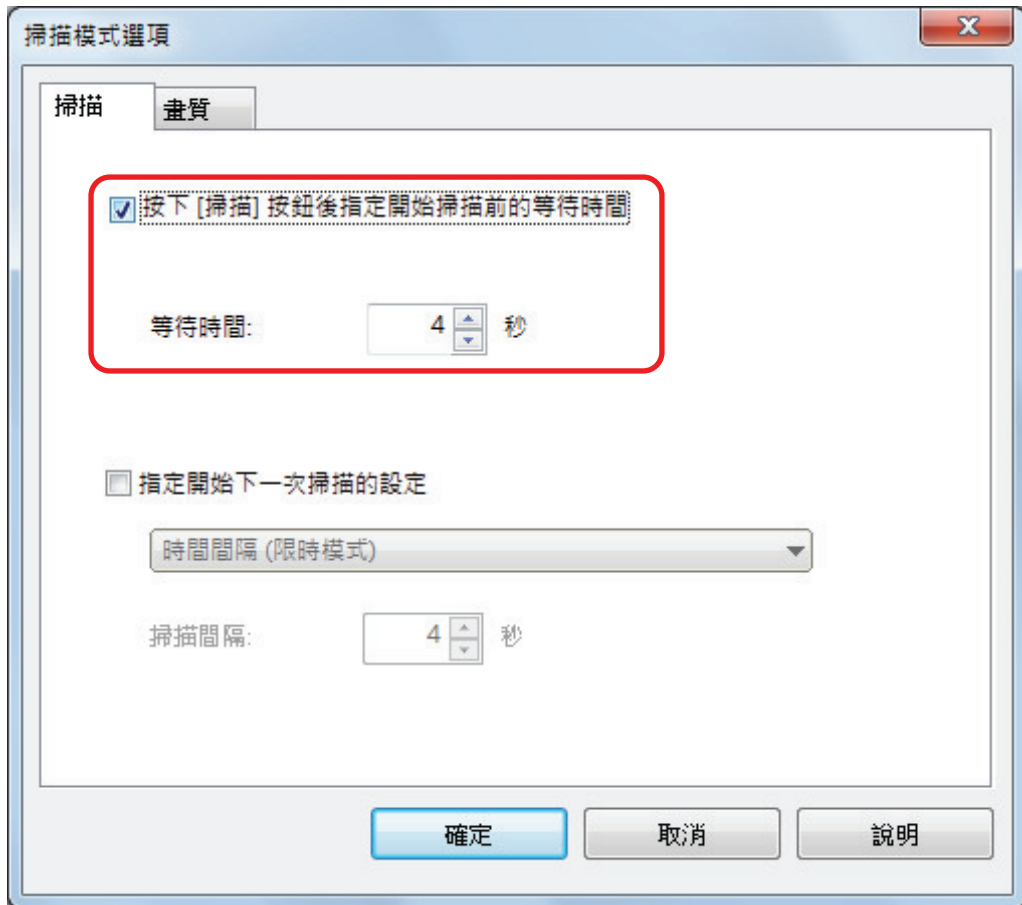 掃描模式選項
掃描
畫質
按下 [掃描] 按鈕後指定開始掃描前的等待時間
等待時間: 4 秒
指定開始下一次掃描的設定
時間間隔 (限時模式)
掃描間隔: 4 秒
確定 取消 說明